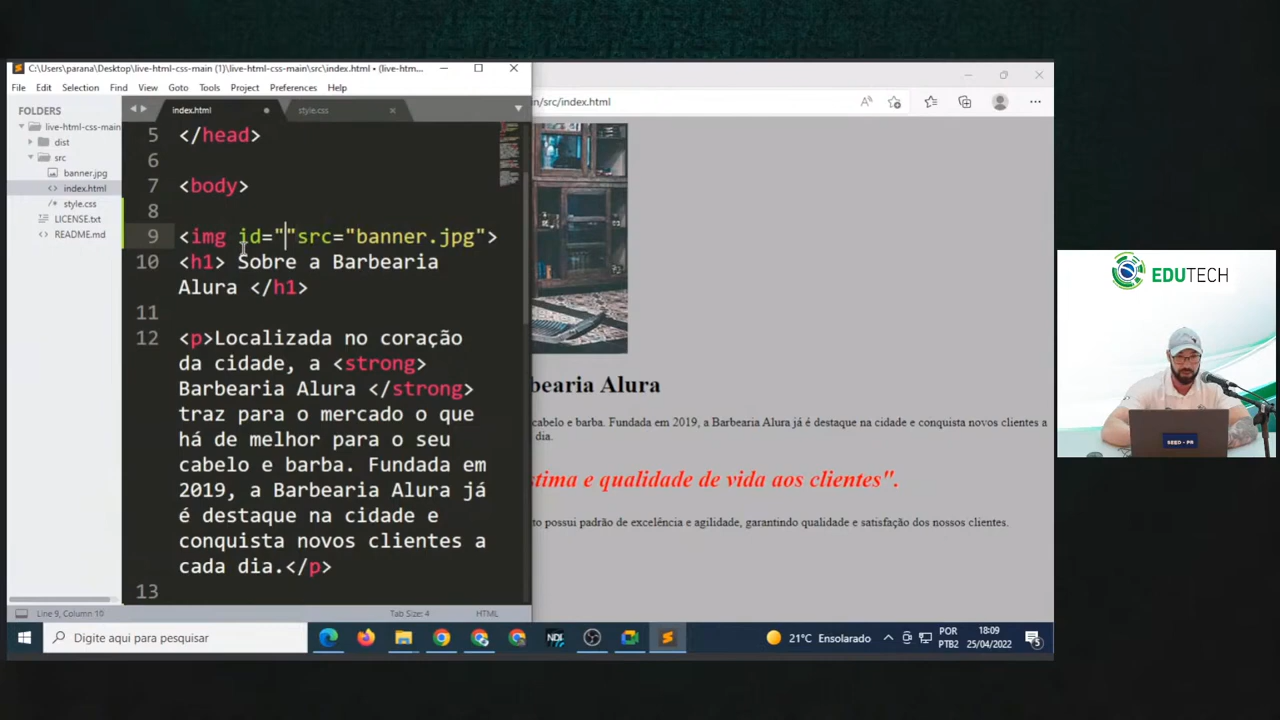 C:\Users\parana\Desktop\live-html-css-main (1)\live-html-css-main\src\index.html • (live-htm...
File Edit Selection Find View Goto Tools Project Preferences Help
FOLDERS
live-html-css-main
dist
src
banner.jpg
index.html
style.css
LICENSE.txt
README.md
index.html
style.css
5 </head>
6
7 <body>
8
9 <img id=""src="banner.jpg">
10 <h1> Sobre a Barbearia
Alura </h1>
11
12 <p>Localizada no coração
da cidade, a <strong>
Barbearia Alura </strong>
traz para o mercado o que
há de melhor para o seu
cabelo e barba. Fundada em
2019, a Barbearia Alura já
é destaque na cidade e
conquista novos clientes a
cada dia.</p>
13
Line 9, Column 10
Tab Size: 4
HTML
in/src/index.html
bearia Alura
cabelo e barba. Fundada em 2019, a Barbearia Alura já é destaque na cidade e conquista novos clientes a
dia.
stima e qualidade de vida aos clientes".
to possui padrão de excelência e agilidade, garantindo qualidade e satisfação dos nossos clientes.
EDUTECH
SEED - PR
Digite aqui para pesquisar
21°C Ensolarado
POR
PTB2
18:09
25/04/2022
5